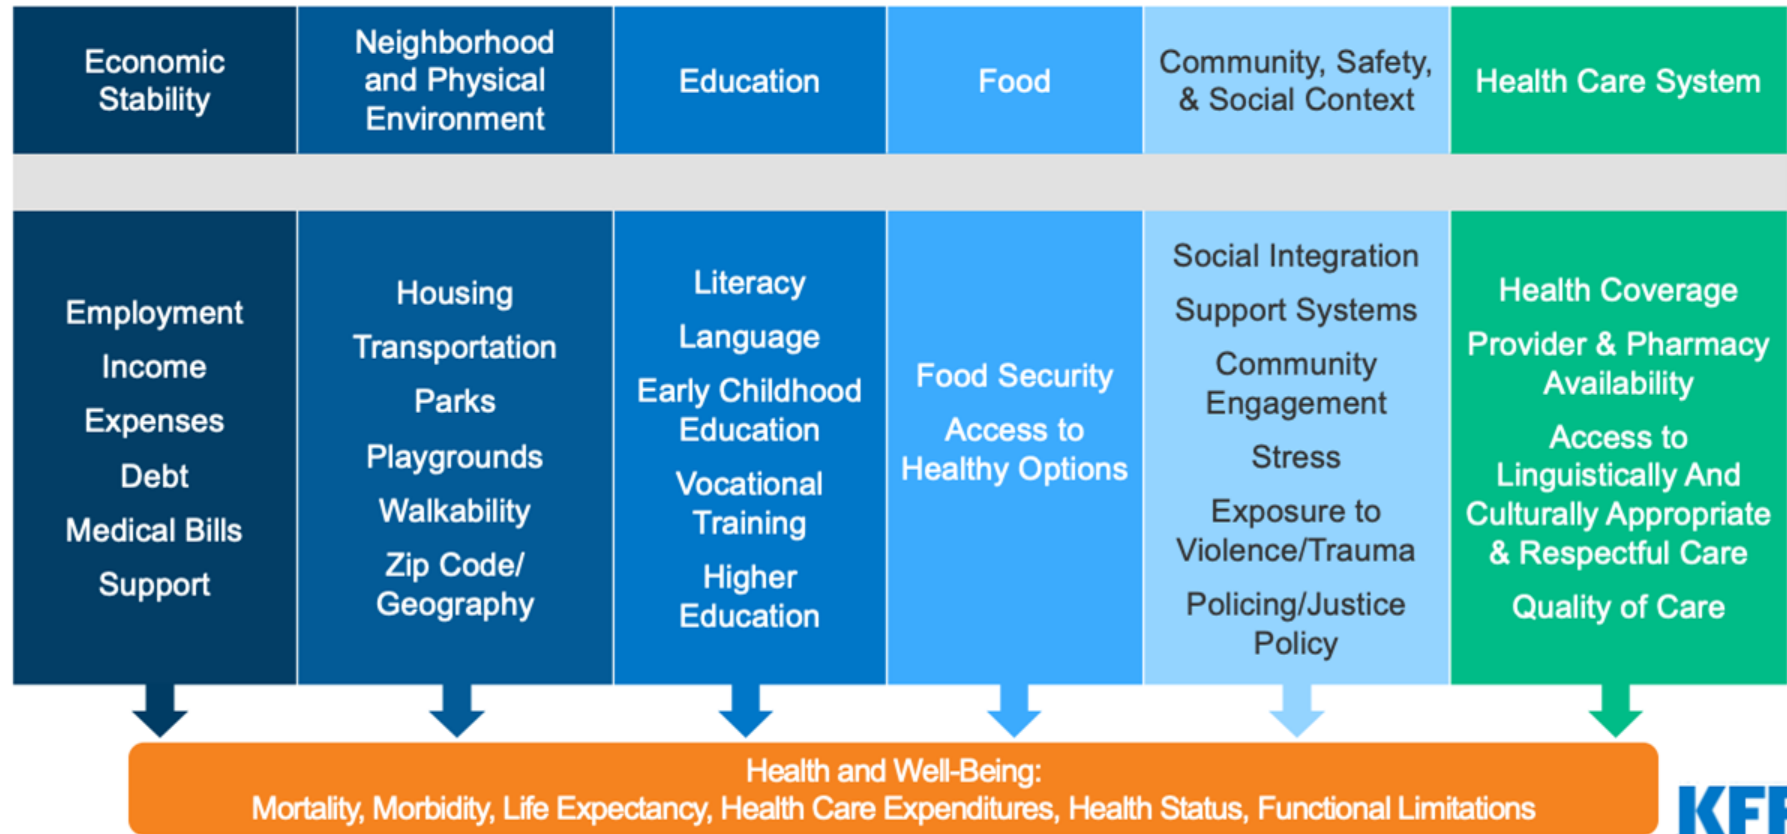 Economic
Stability
Neighborhood
and Physical
Environment
Education
Food
Community, Safety,
& Social Context
Health Care System
Employment
Income
Expenses
Debt
Medical Bills
Support
Housing
Transportation
Parks
Playgrounds
Walkability
Zip Code/
Geography
Literacy
Language
Early Childhood
Education
Vocational
Training
Higher
Education
Food Security
Access to
Healthy Options
Social Integration
Support Systems
Community
Engagement
Stress
Exposure to
Violence/Trauma
Policing/Justice
Policy
Health Coverage
Provider & Pharmacy
Availability
Access to
Linguistically And
Culturally Appropriate
& Respectful Care
Quality of Care
Health and Well-Being:
Mortality, Morbidity, Life Expectancy, Health Care Expenditures, Health Status, Functional Limitations